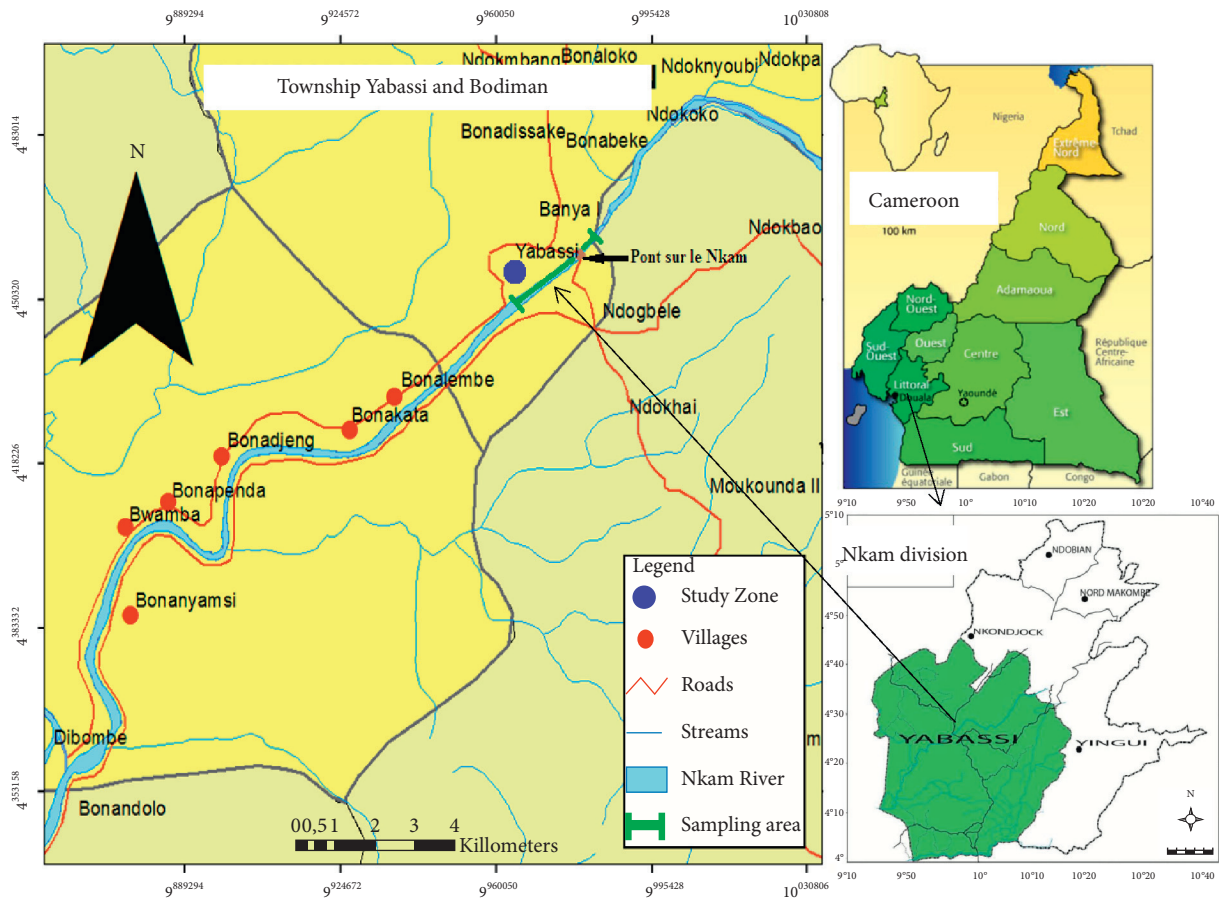 9889294
9924572
9960050
9995428
10030808
Township Yabassi and Bodiman
Ndokmbang
Bonaloko
Ndoknyoubi
Ndokpa
Ndokoko
Bonadissake
Bonabeke
Banya
Yabassi
Ndokbao
Pont sur le Nkam
Ndogbele
N
Bonalembe
Bonakata
Ndokhai
Bonadjeng
Moukounda II
Bonapenda
Bwamba
Bonanyamsi
Dibombe
Bonandolo
m
4483014
4450320
4418226
4383332
4353158
Legend
Study Zone
Villages
Roads
Streams
Nkam River
Sampling area
00,51 2 3 4
Killometers
9889294
9924672
9960050
9995428
10030806
Cameroon
100 km
Nigeria
Tchad
Extrême-
Nord
Nord
Adamaoua
Nord-
Ouest
Sud-
Ouest
Ouest
Centre
République
Centre-
Africaine
Littoral
Douala
Yaoundé
Est
Sud
Guinée
équatoriale
Gabon
Congo
9°10
9°50
10°
10°10
10°20
10°40
5°10
5°
4°50
4°40
4°30
4°20
4°10
4°
Nkam division
NDOBIAN
NORD MAKOMBE
NKONDJOCK
YABASSI
YINGUI
N
9°10
9°50
10°
10°10
10°20
10°40